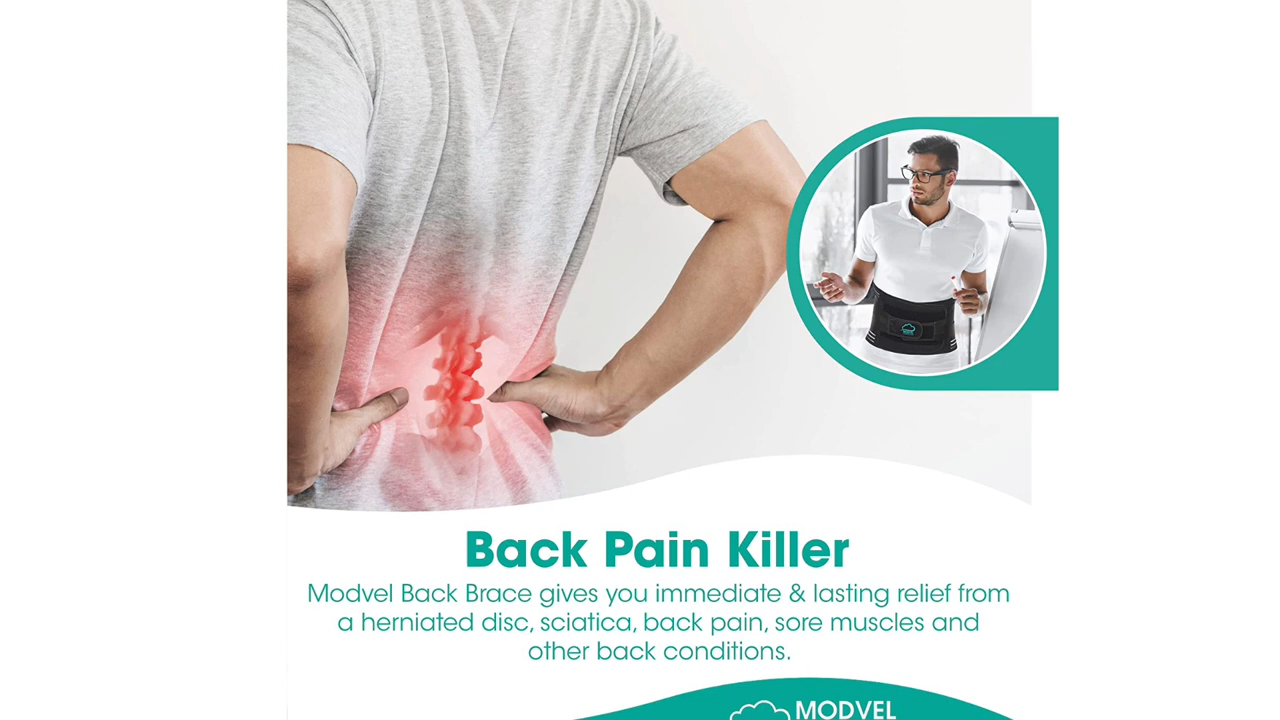 Back Pain Killer
Modvel Back Brace gives you immediate & lasting relief from
a herniated disc, sciatica, back pain, sore muscles and
other back conditions.
MODVEL